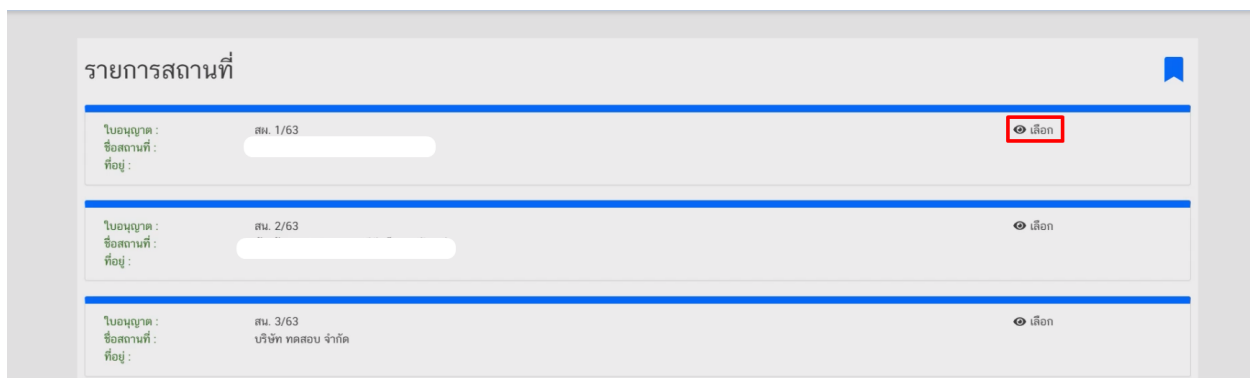 รายการสถานที่
ใบอนุญาต : สผ. 1/63 เลือก
ชื่อสถานที่ :
ที่อยู่ :
ใบอนุญาต : สน. 2/63 เลือก
ชื่อสถานที่ :
ที่อยู่ :
ใบอนุญาต : สน. 3/63 เลือก
ชื่อสถานที่ : บริษัท ทดสอบ จำกัด
ที่อยู่ :